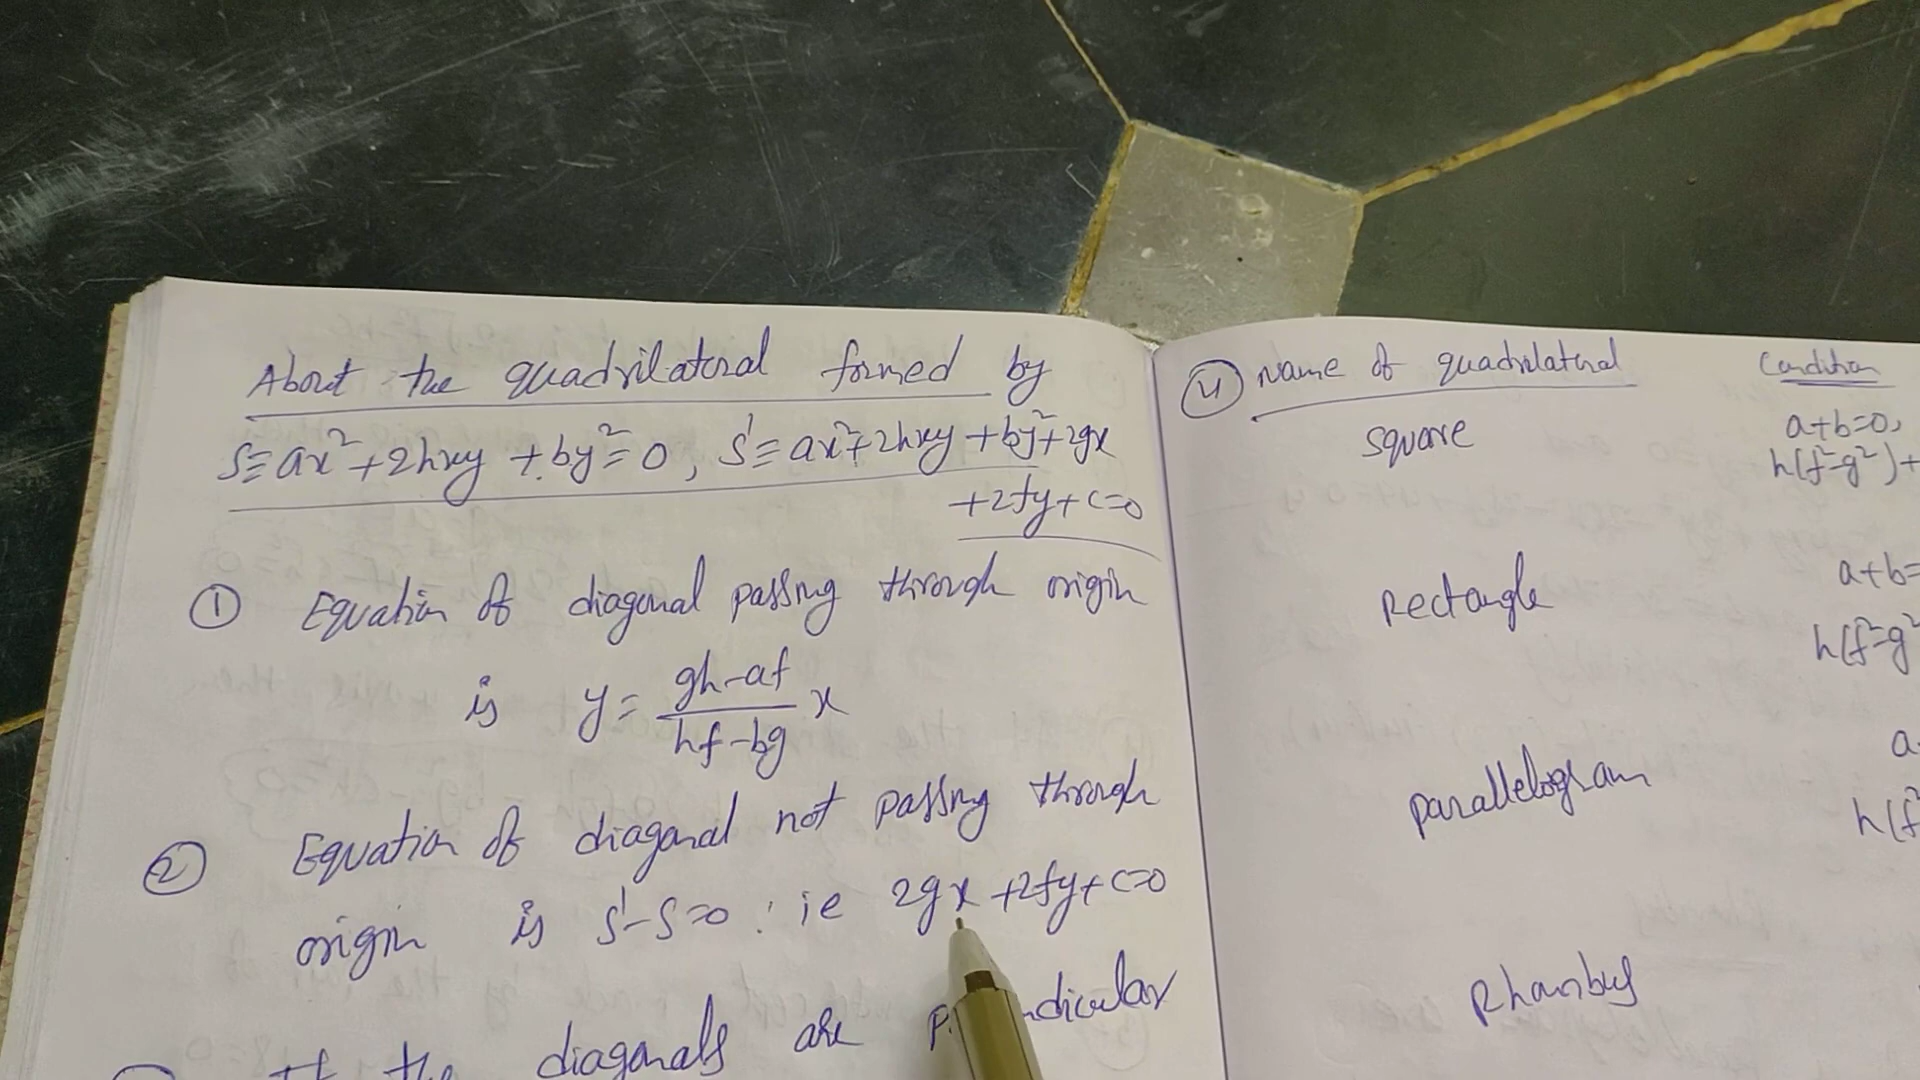 About the quadrilateral formed by
S≡ax²+2hxy+by²=0, S'≡ax²+2hxy+by²+2gx
+2fy+c=0
① Equation of diagonal passing through origin
is y= gh-af
hf-bg x
② Equation of diagonal not passing through
origin is S'-S=0 : ie 2gx+2fy+c=0
If the diagonals are
④ Name of quadrilateral Condition
Square a+b=0,
h(f²-g²)+
Rectangle a+b=
h(f²-g²
parallelogram a
h(f²
Rhombus